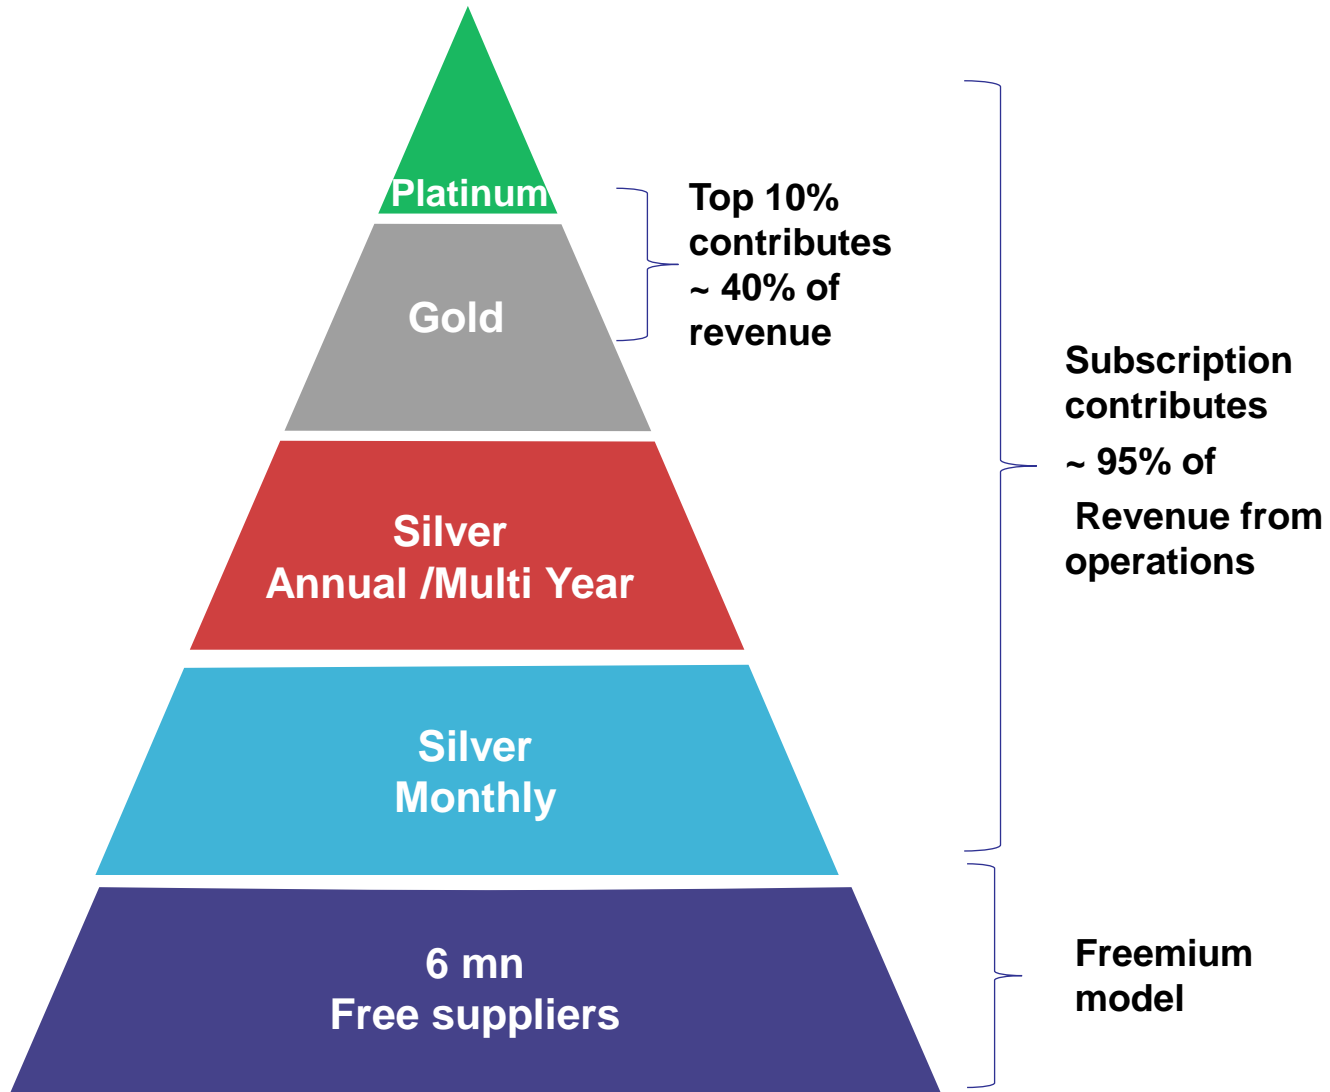 Platinum
Gold
Silver
Annual /Multi Year
Silver
Monthly
6 mn
Free suppliers
Top 10%
contributes
~ 40% of
revenue
Subscription
contributes
~ 95% of
Revenue from
operations
Freemium
model